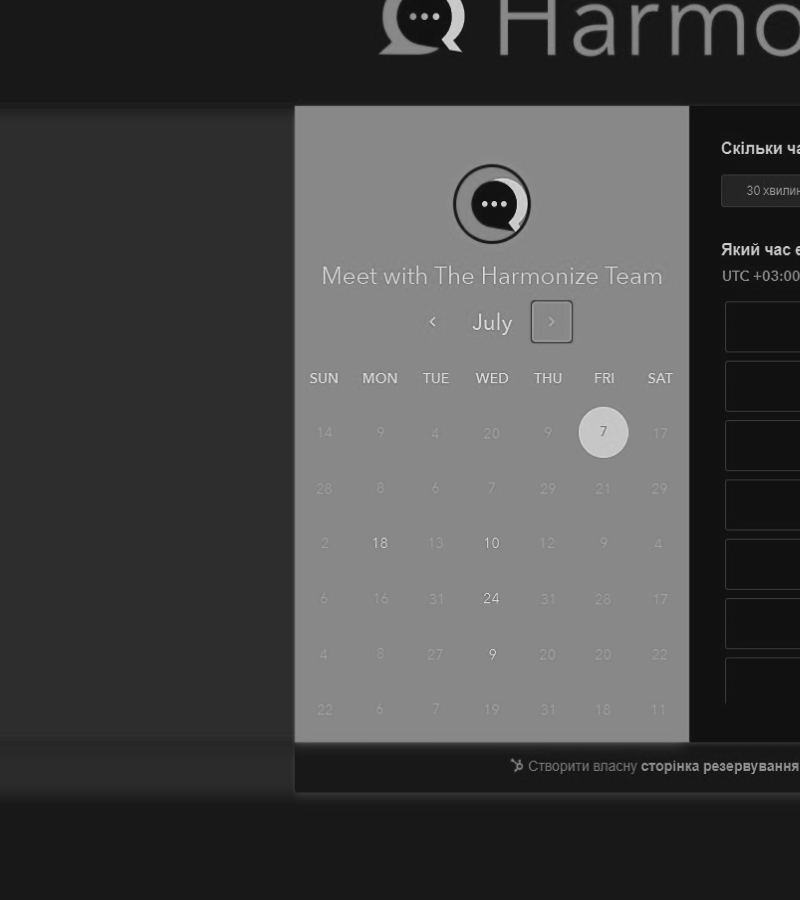 Harmo
Meet with The Harmonize Team
July
SUN MON TUE WED THU FRI SAT
14 9 4 20 9 7 17
28 8 6 7 29 21 29
2 18 13 10 12 9 4
6 16 31 24 31 28 17
4 8 27 9 20 20 22
22 6 7 19 31 18 11
Скільки ча
30 хвилин
Який час є
UTC +03:00
Створити власну сторінка резервування